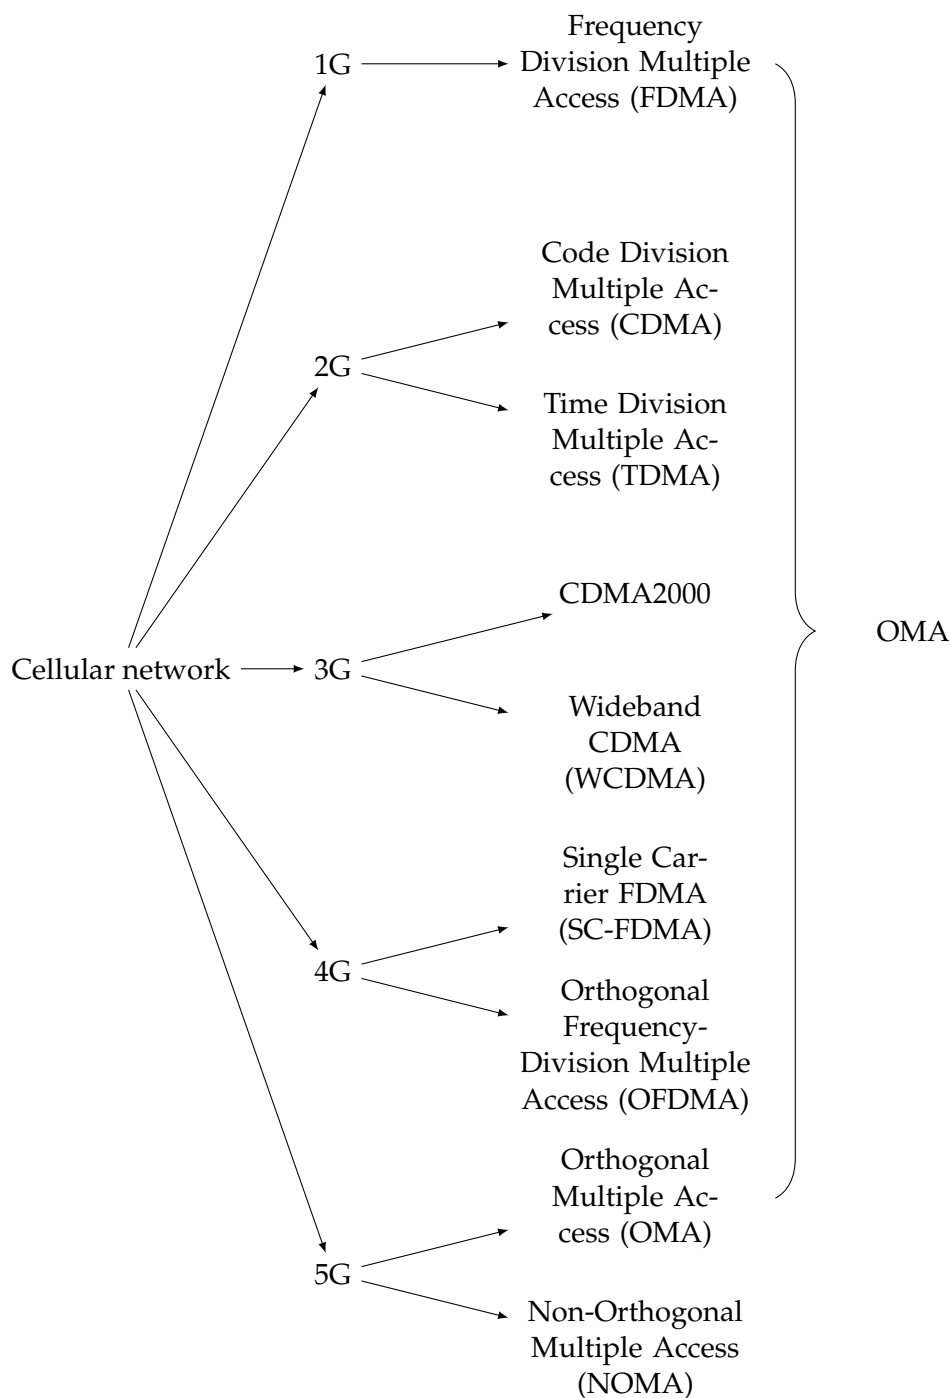 Frequency
Division Multiple
Access (FDMA)
1G
Code Division
Multiple Ac-
cess (CDMA)
2G
Time Division
Multiple Ac-
cess (TDMA)
CDMA2000
OMA
Cellular network
3G
Wideband
CDMA
(WCDMA)
Single Car-
rier FDMA
(SC-FDMA)
4G
Orthogonal
Frequency-
Division Multiple
Access (OFDMA)
Orthogonal
Multiple Ac-
cess (OMA)
5G
Non-Orthogonal
Multiple Access
(NOMA)